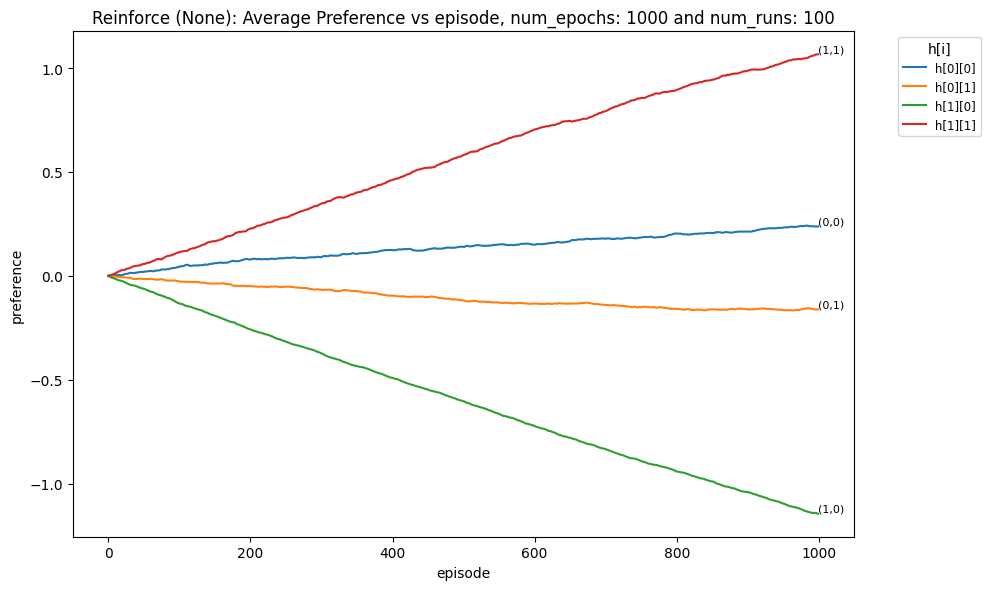 Reinforce (None): Average Preference vs episode, num_epochs: 1000 and num_runs: 100
h[i]
h[0][0]
h[0][1]
h[1][0]
h[1][1]
(1,1)
(0,0)
(0,1)
(1,0)
preference
1.0
0.5
0.0
−0.5
−1.0
0 200 400 600 800 1000
episode